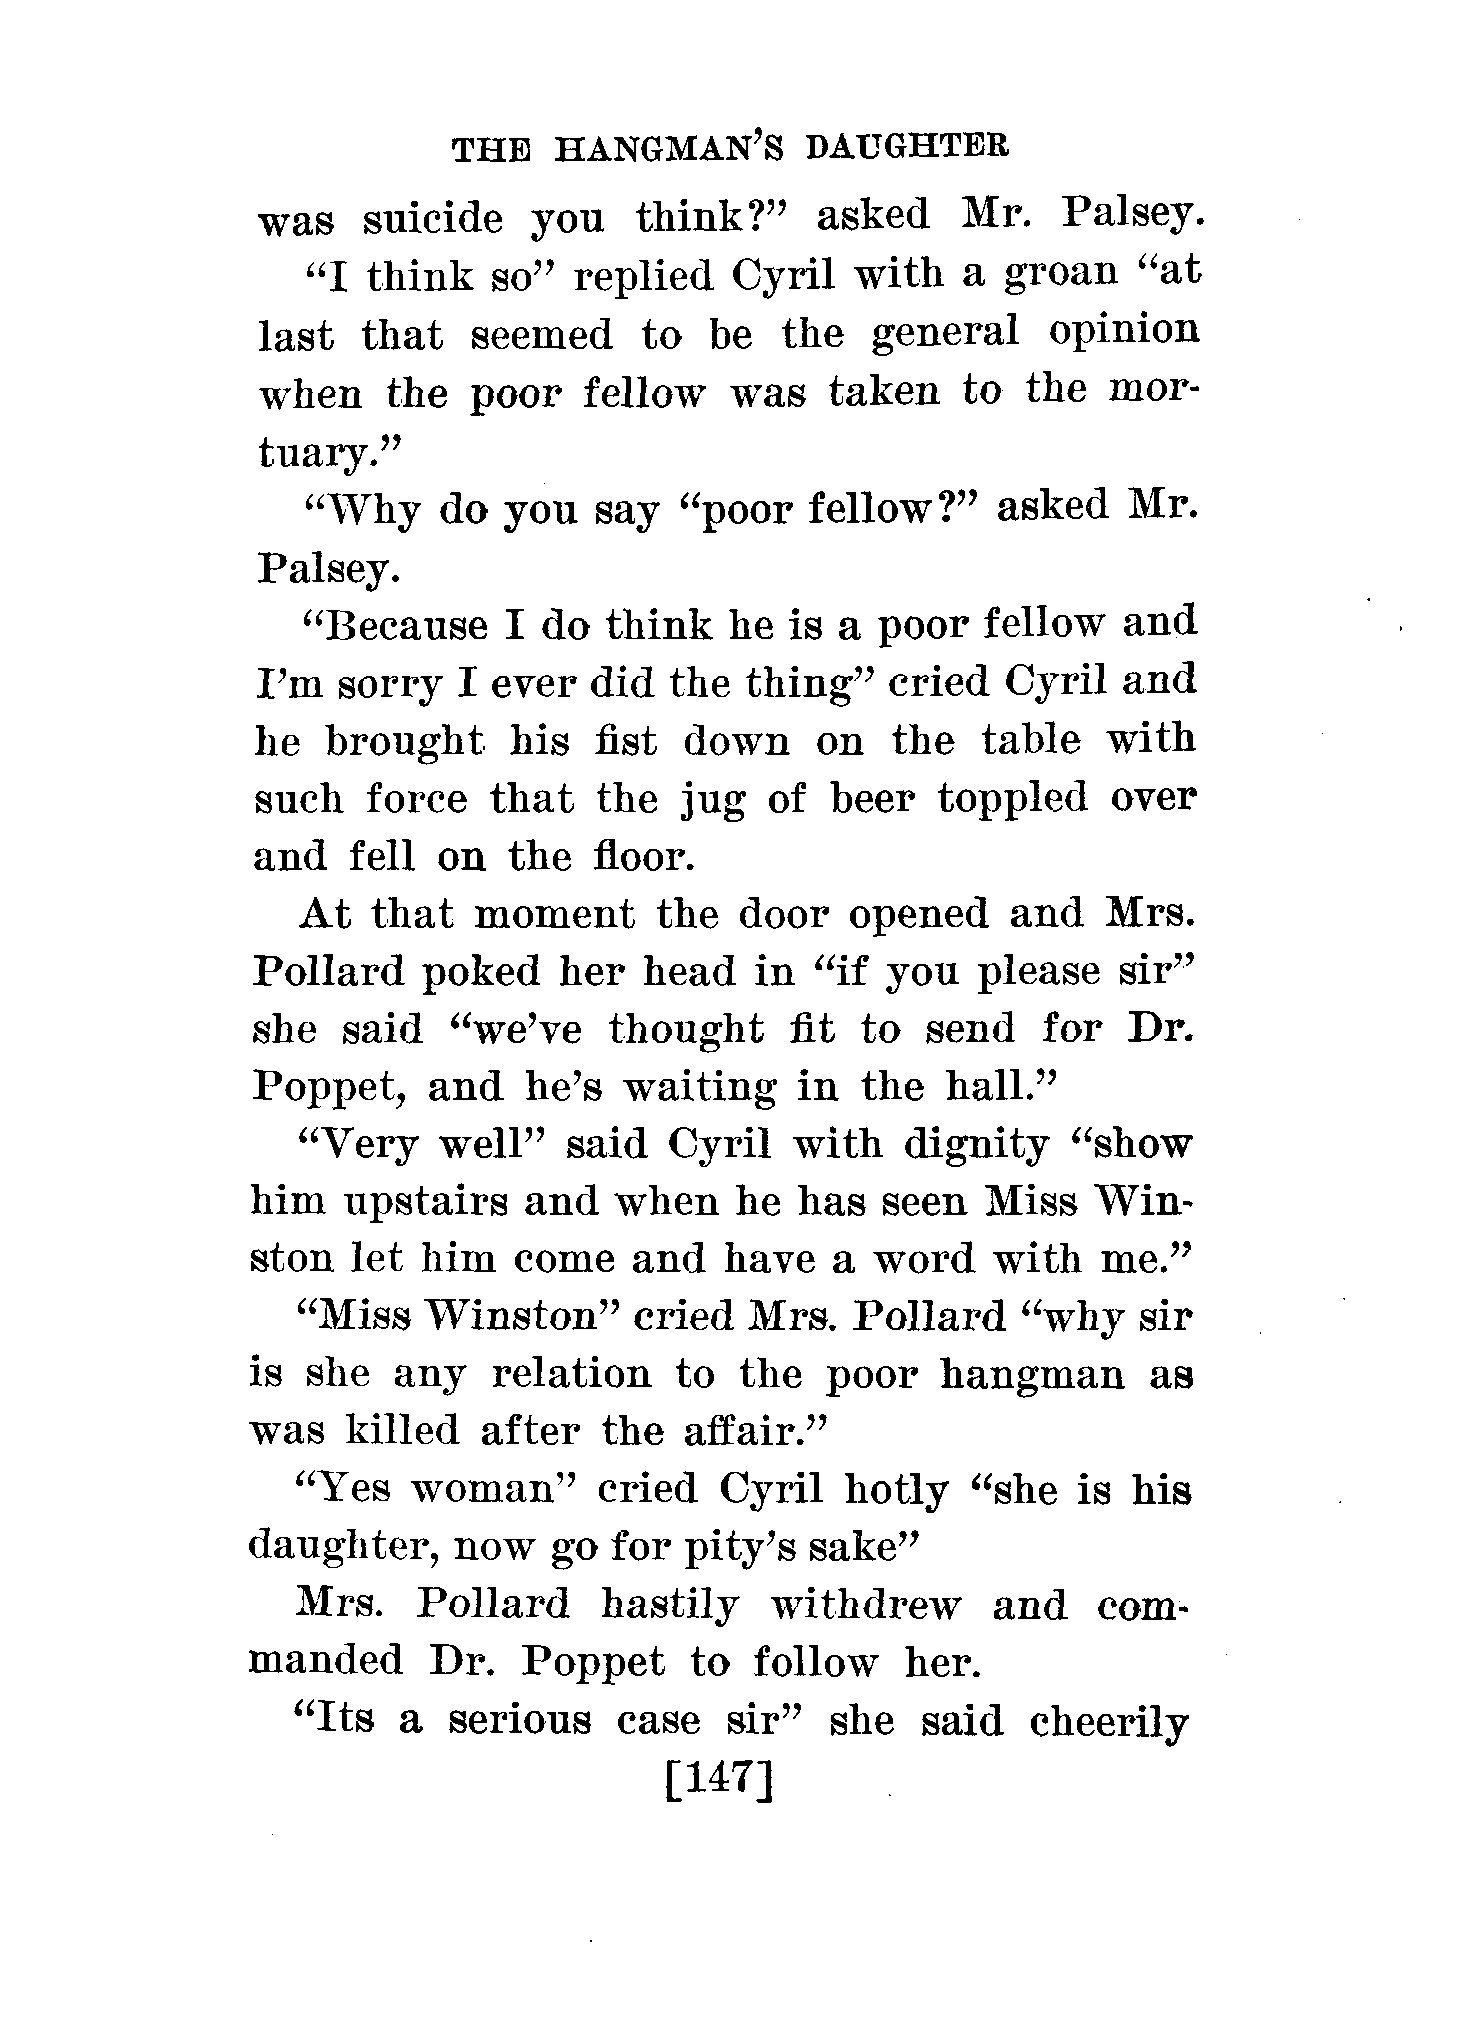 THE HANGMAN'S DAUGHTER
was suicide you think?” asked Mr. Palsey.
“I think so” replied Cyril with a groan “at
last that seemed to be the general opinion
when the poor fellow was taken to the mor-
tuary.”
“Why do you say “poor fellow?” asked Mr.
Palsey.
“Because I do think he is a poor fellow and
I’m sorry I ever did the thing” cried Cyril and
he brought his fist down on the table with
such force that the jug of beer toppled over
and fell on the floor.
At that moment the door opened and Mrs.
Pollard poked her head in “if you please sir”
she said “we’ve thought fit to send for Dr.
Poppet, and he’s waiting in the hall.”
“Very well” said Cyril with dignity “show
him upstairs and when he has seen Miss Win-
ston let him come and have a word with me.”
“Miss Winston” cried Mrs. Pollard “why sir
is she any relation to the poor hangman as
was killed after the affair.”
“Yes woman” cried Cyril hotly “she is his
daughter, now go for pity’s sake”
Mrs. Pollard hastily withdrew and com-
manded Dr. Poppet to follow her.
“Its a serious case sir” she said cheerily
[147]